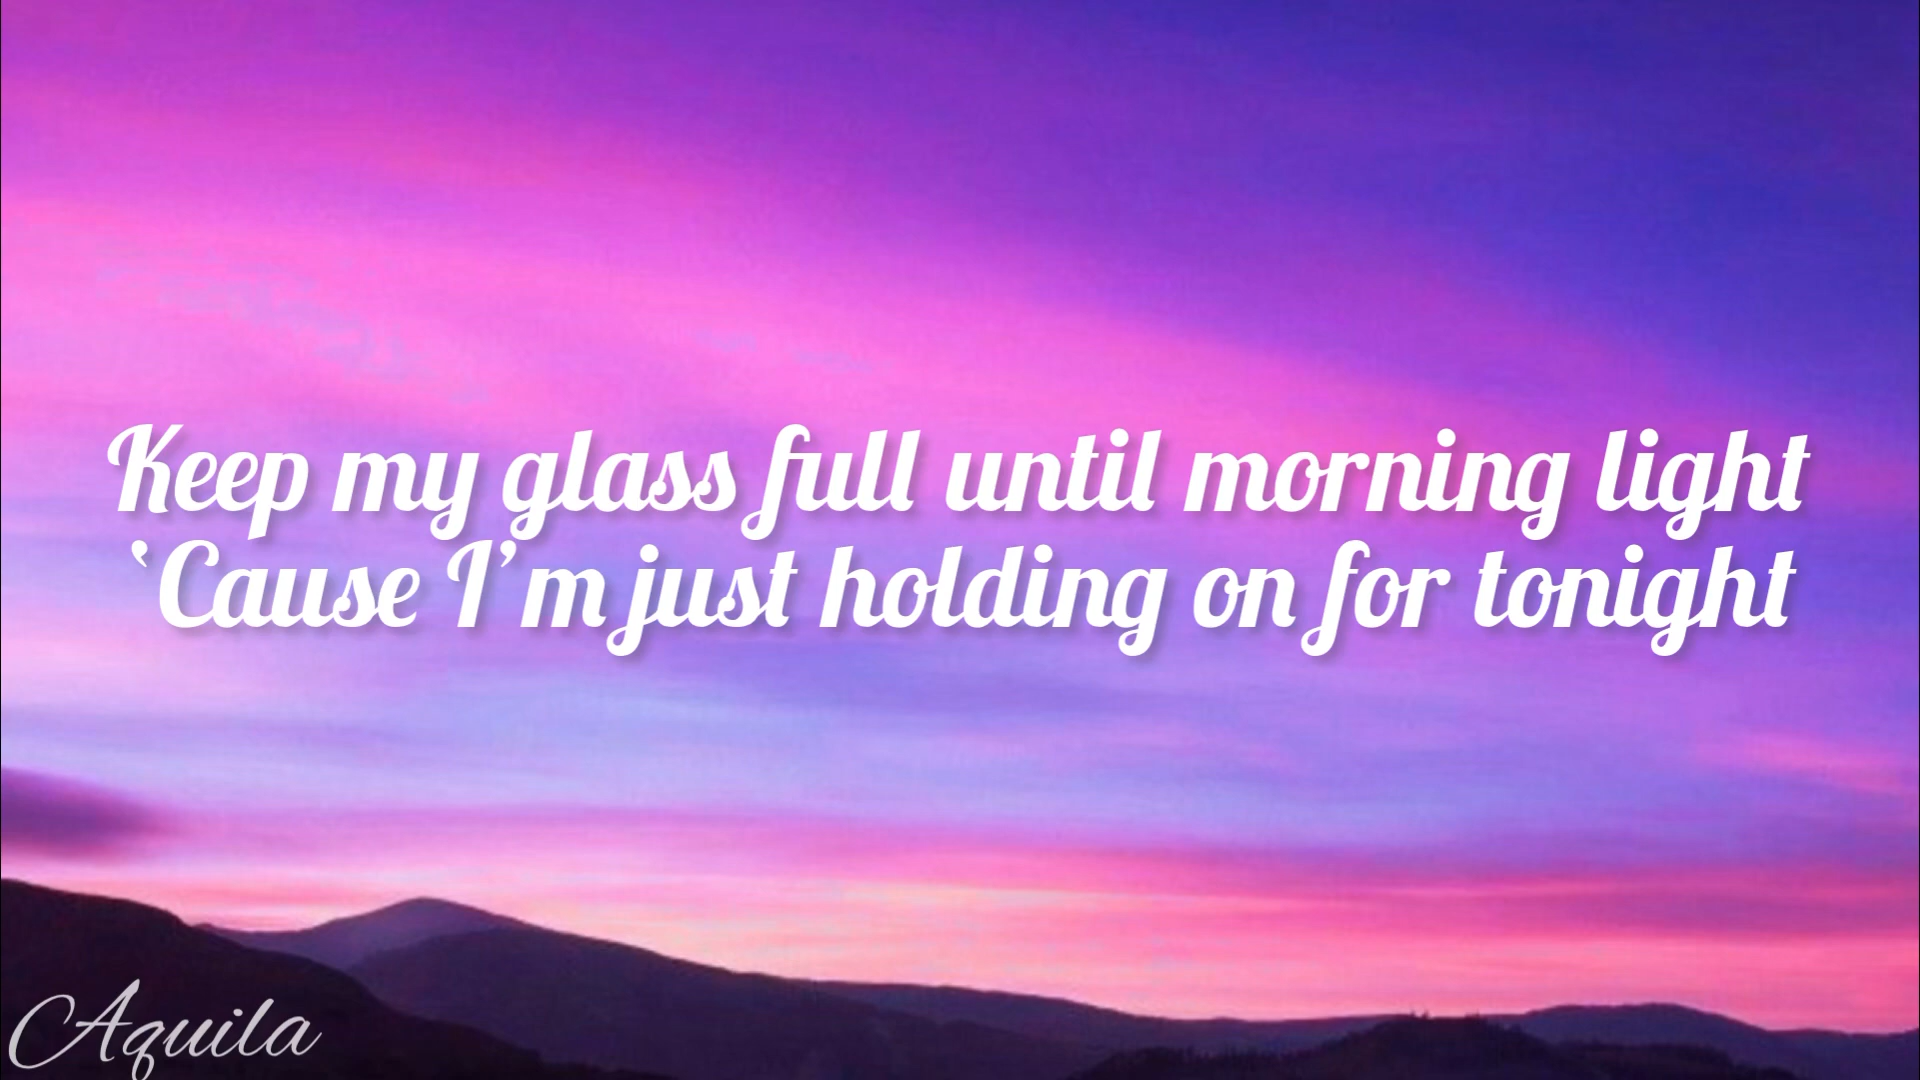 Keep my glass full until morning light
‛Cause I’m just holding on for tonight
Aquila